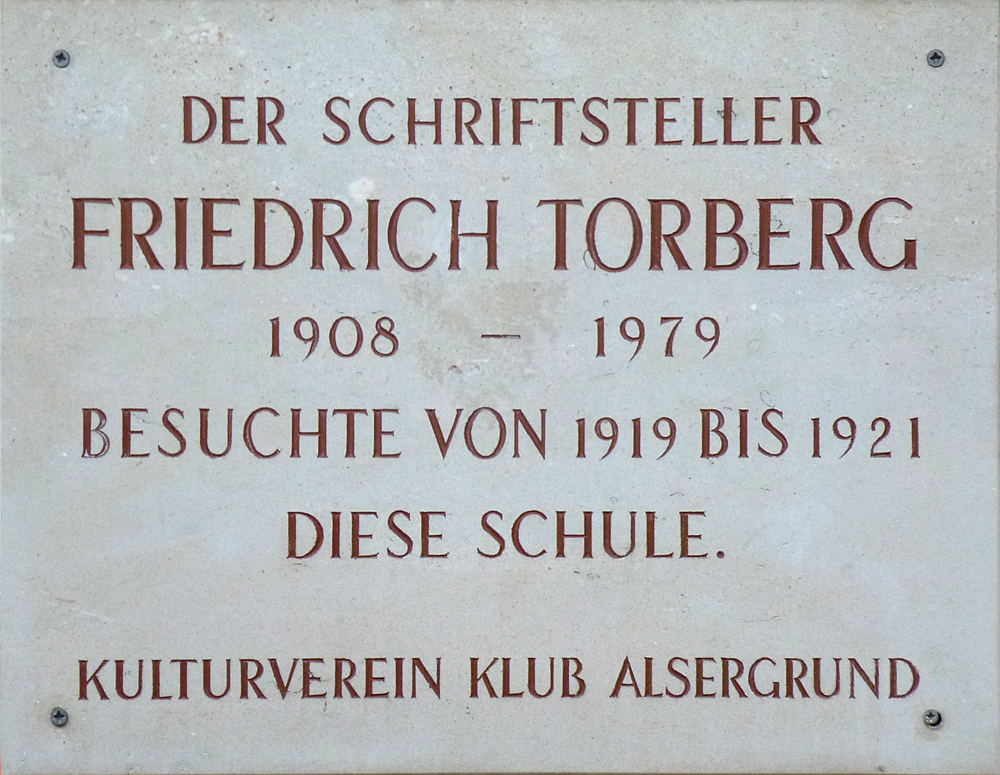 DER SCHRIFTSTELLER
FRIEDRICH TORBERG
1908 — 1979
BESUCHTE VON 1919 BIS 1921
DIESE SCHULE.
KULTURVEREIN KLUB ALSERGRUND